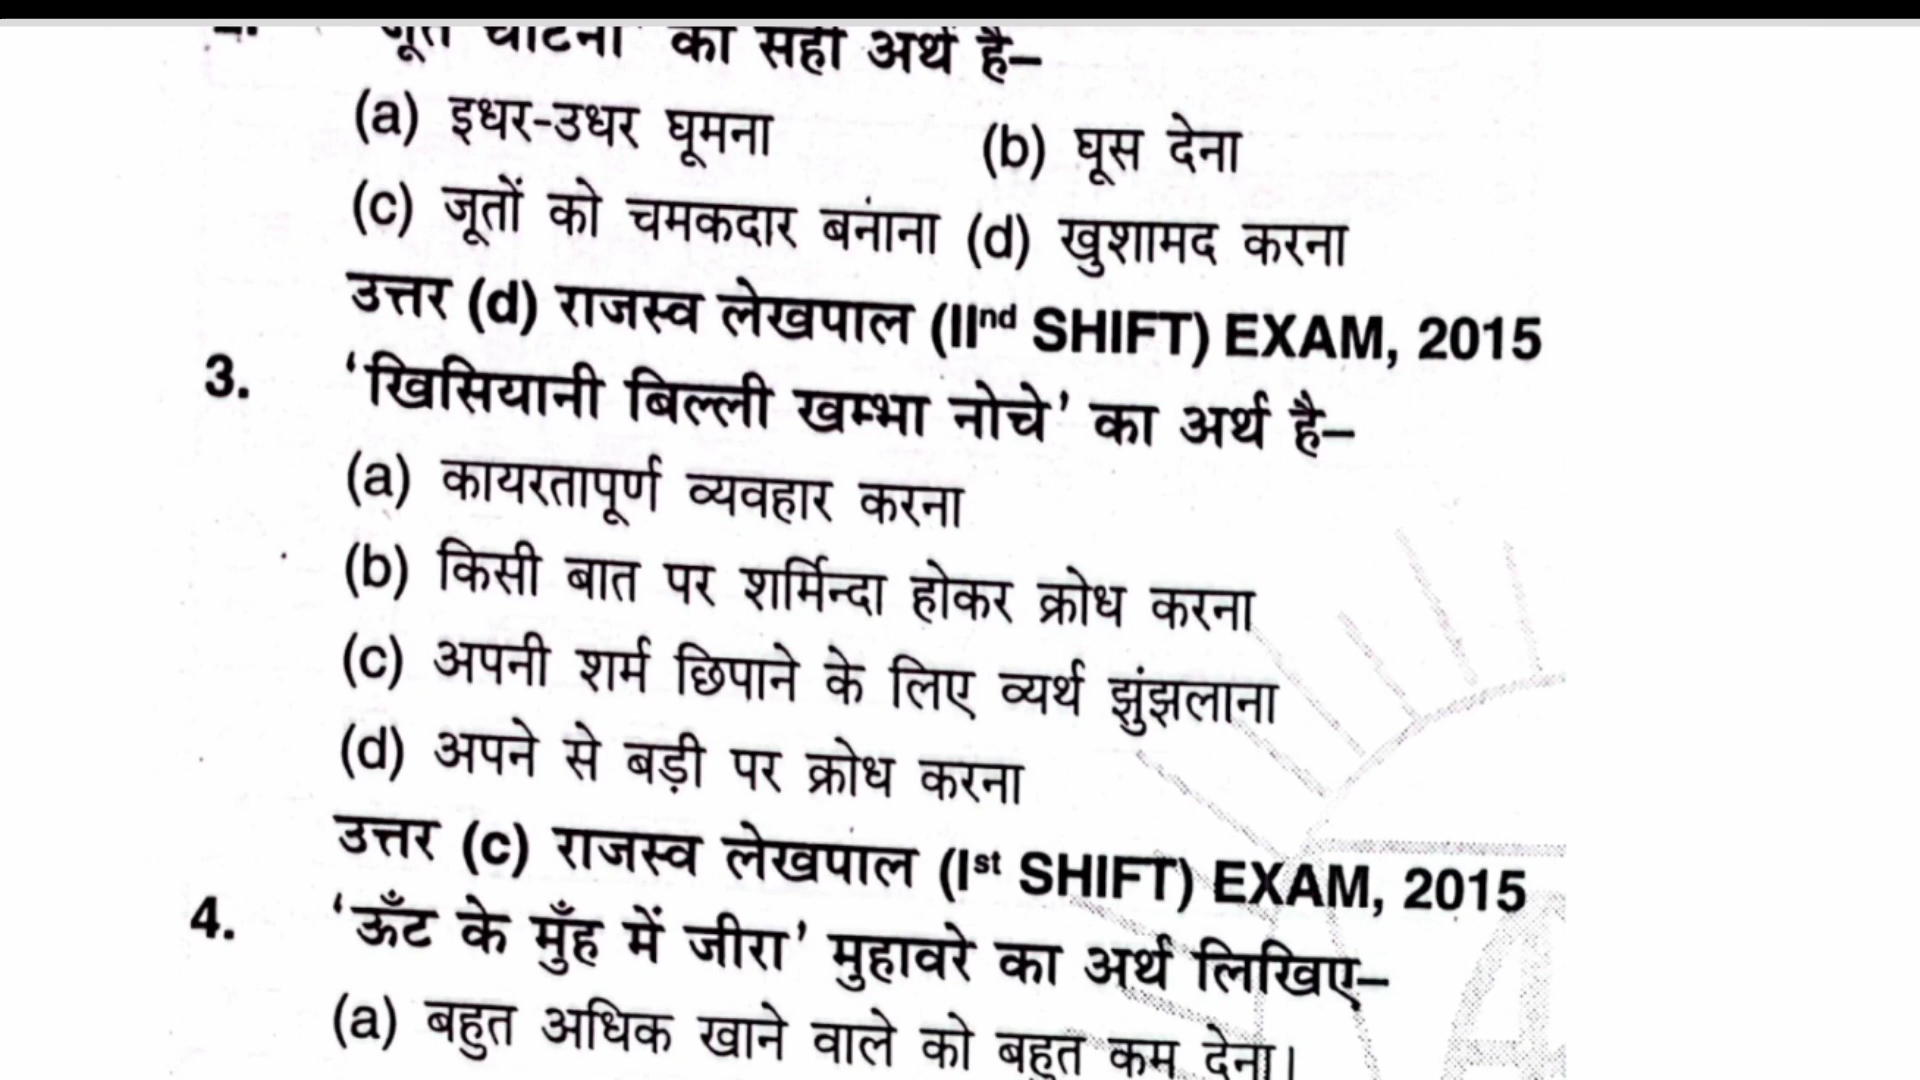 2. 'जूते चाटना' का सही अर्थ है–
(a) इधर-उधर घूमना (b) घूस देना
(c) जूतों को चमकदार बनाना (d) खुशामद करना
उत्तर (d) राजस्व लेखपाल (IInd SHIFT) EXAM, 2015
3. 'खिसियानी बिल्ली खम्भा नोचे' का अर्थ है–
(a) कायरतापूर्ण व्यवहार करना
(b) किसी बात पर शर्मिन्दा होकर क्रोध करना
(c) अपनी शर्म छिपाने के लिए व्यर्थ झुंझलाना
(d) अपने से बड़ी पर क्रोध करना
उत्तर (c) राजस्व लेखपाल (Ist SHIFT) EXAM, 2015
4. 'ऊँट के मुँह में जीरा' मुहावरे का अर्थ लिखिए–
(a) बहुत अधिक खाने वाले को बहुत कम देना।